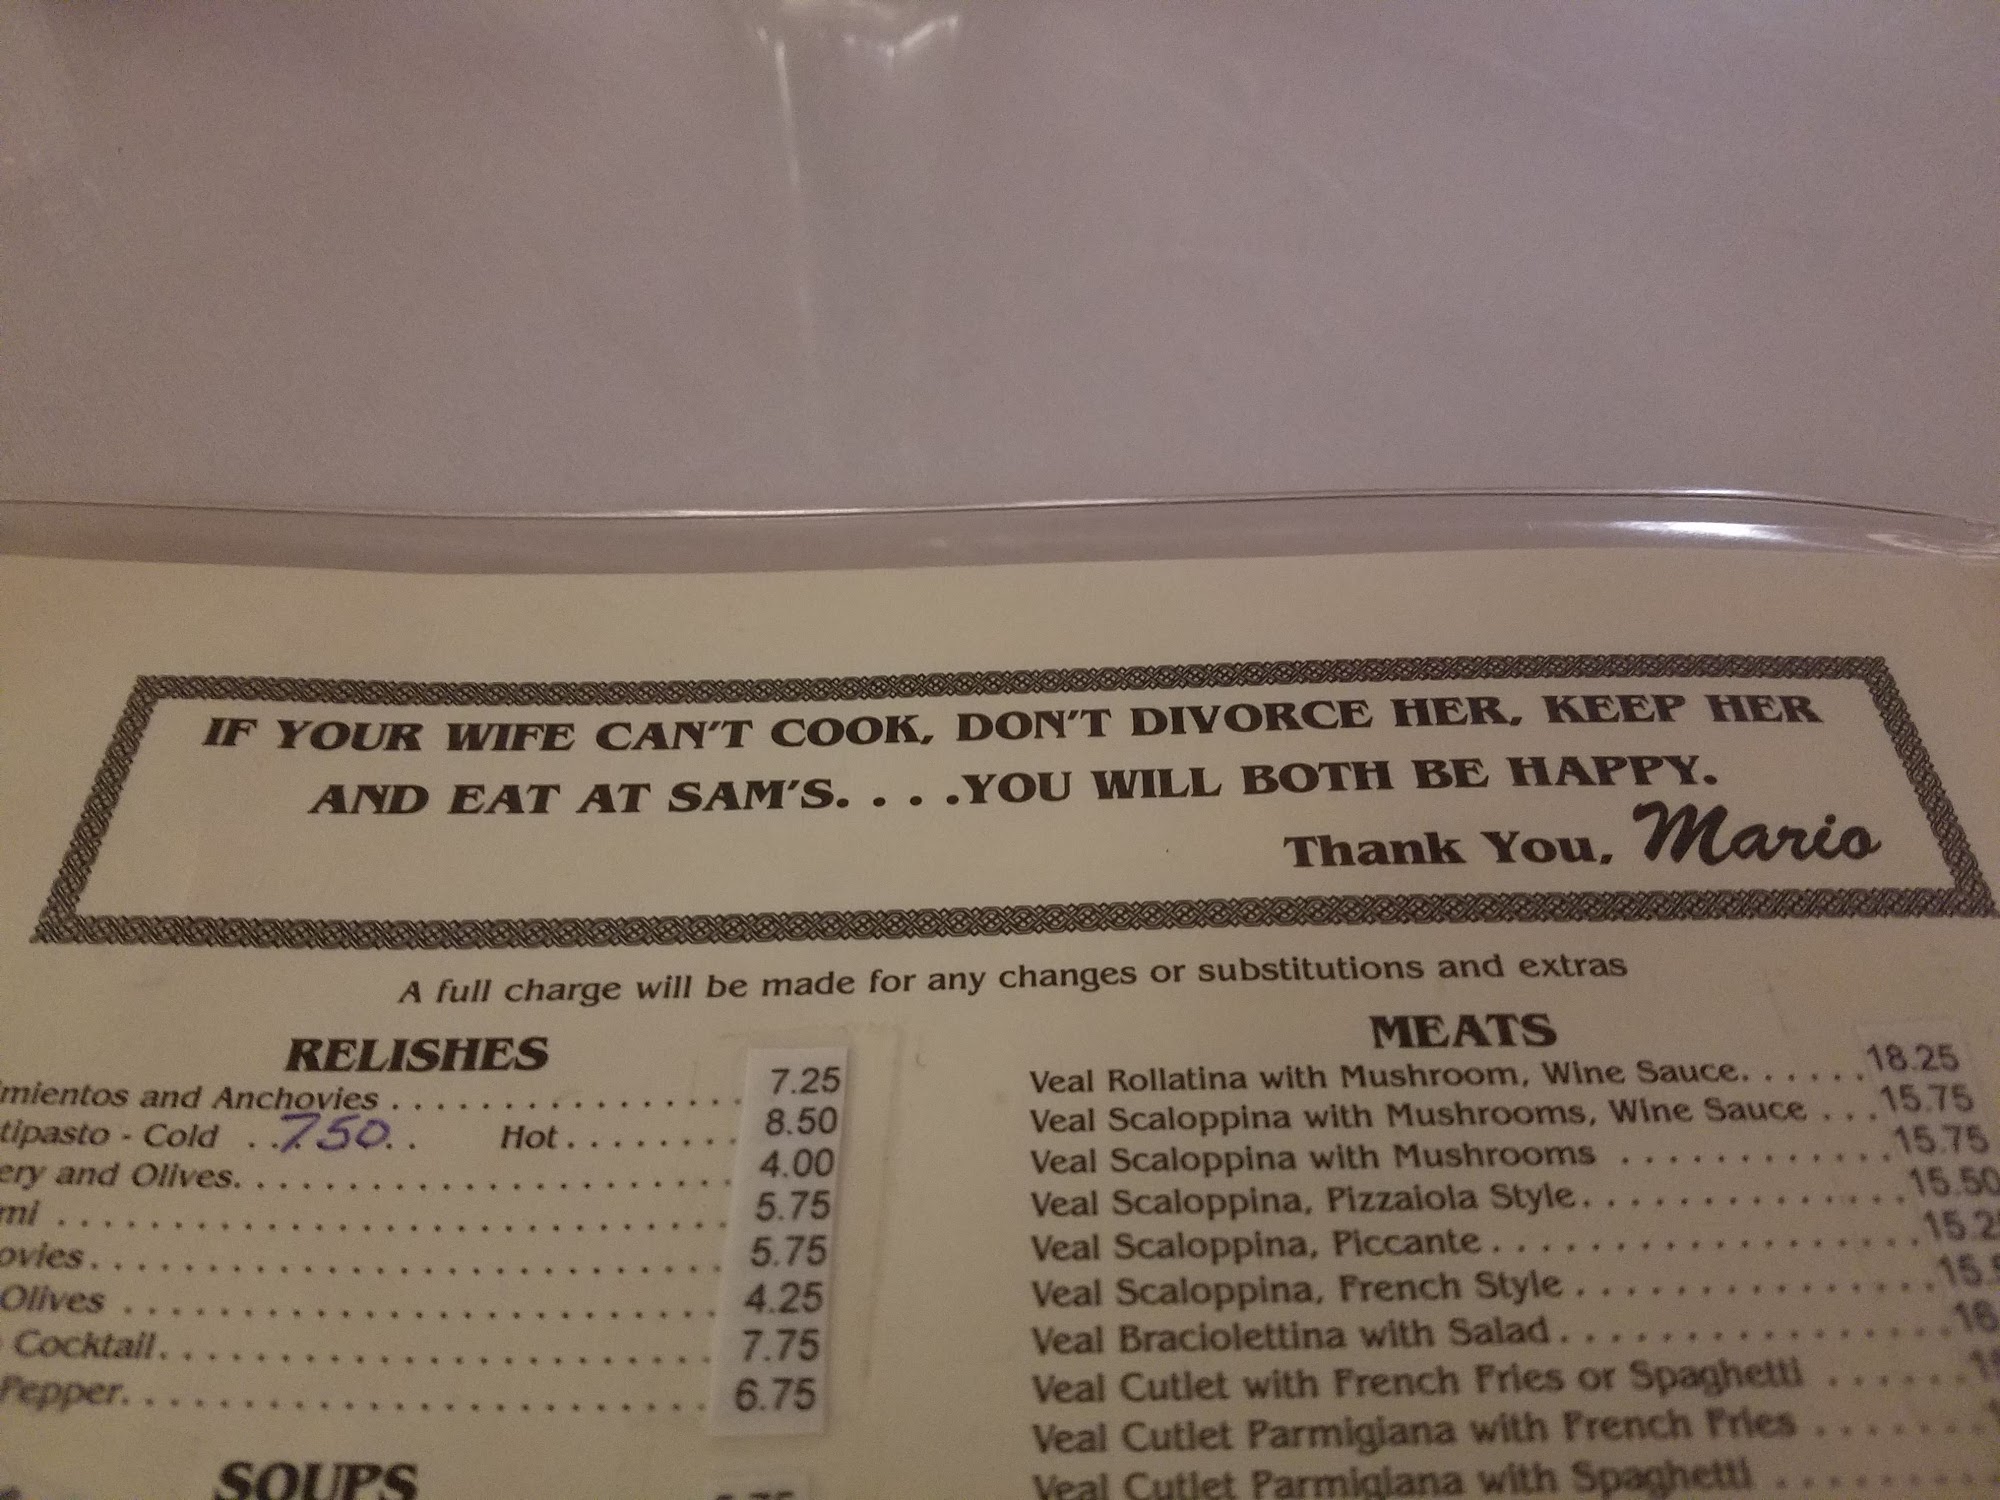 IF YOUR WIFE CAN'T COOK, DON'T DIVORCE HER, KEEP HER
AND EAT AT SAM'S. . . .YOU WILL BOTH BE HAPPY.
Thank You, Mario
A full charge will be made for any changes or substitutions and extras
RELISHES
mientos and Anchovies . . . . . . . . . . . . . . . . 7.25
tipasto - Cold . . 7.50 . . Hot . . . . . . . . 8.50
ery and Olives. . . . . . . . . . . . . . . . . . . . . . . 4.00
mi . . . . . . . . . . . . . . . . . . . . . . . . . . . . 5.75
ovies. . . . . . . . . . . . . . . . . . . . . . . . . . . 5.75
Olives . . . . . . . . . . . . . . . . . . . . . . . . . 4.25
Cocktail. . . . . . . . . . . . . . . . . . . . . . . . 7.75
Pepper. . . . . . . . . . . . . . . . . . . . . . . . . 6.75
SOUPS
MEATS
Veal Rollatina with Mushroom, Wine Sauce. . . . . . 18.25
Veal Scaloppina with Mushrooms, Wine Sauce . . . 15.75
Veal Scaloppina with Mushrooms . . . . . . . . . . . . . 15.75
Veal Scaloppina, Pizzaiola Style. . . . . . . . . . . . . . . 15.50
Veal Scaloppina, Piccante . . . . . . . . . . . . . . . . . . . 15.2
Veal Scaloppina, French Style . . . . . . . . . . . . . . . . 15.
Veal Braciolettina with Salad . . . . . . . . . . . . . . . . .
Veal Cutlet with French Fries or Spaghetti . . . . . .
Veal Cutlet Parmigiana with French Fries . . . . . . .
Veal Cutlet Parmigiana with Spaghetti . . . . . . . . .